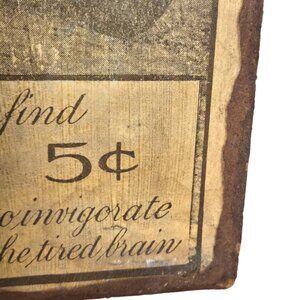 find
5¢
o invigorate
he tired brain